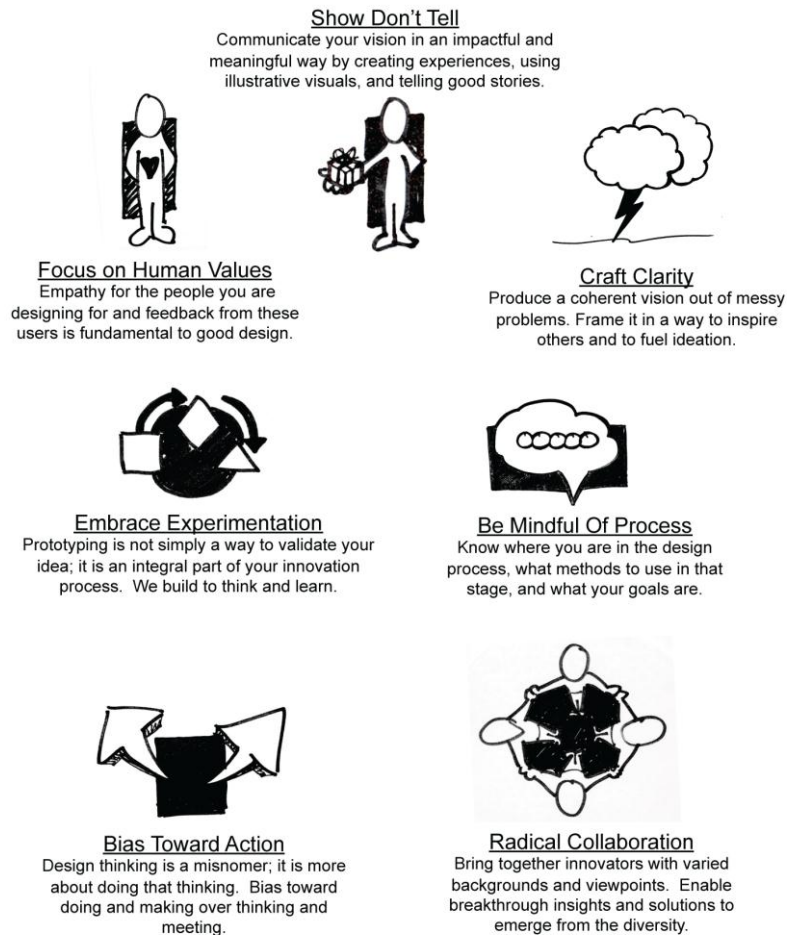 Show Don't Tell
Communicate your vision in an impactful and
meaningful way by creating experiences, using
illustrative visuals, and telling good stories.
Focus on Human Values
Empathy for the people you are
designing for and feedback from these
users is fundamental to good design.
Craft Clarity
Produce a coherent vision out of messy
problems. Frame it in a way to inspire
others and to fuel ideation.
Embrace Experimentation
Prototyping is not simply a way to validate your
idea; it is an integral part of your innovation
process.  We build to think and learn.
Be Mindful Of Process
Know where you are in the design
process, what methods to use in that
stage, and what your goals are.
Bias Toward Action
Design thinking is a misnomer; it is more
about doing that thinking.  Bias toward
doing and making over thinking and
meeting.
Radical Collaboration
Bring together innovators with varied
backgrounds and viewpoints.  Enable
breakthrough insights and solutions to
emerge from the diversity.